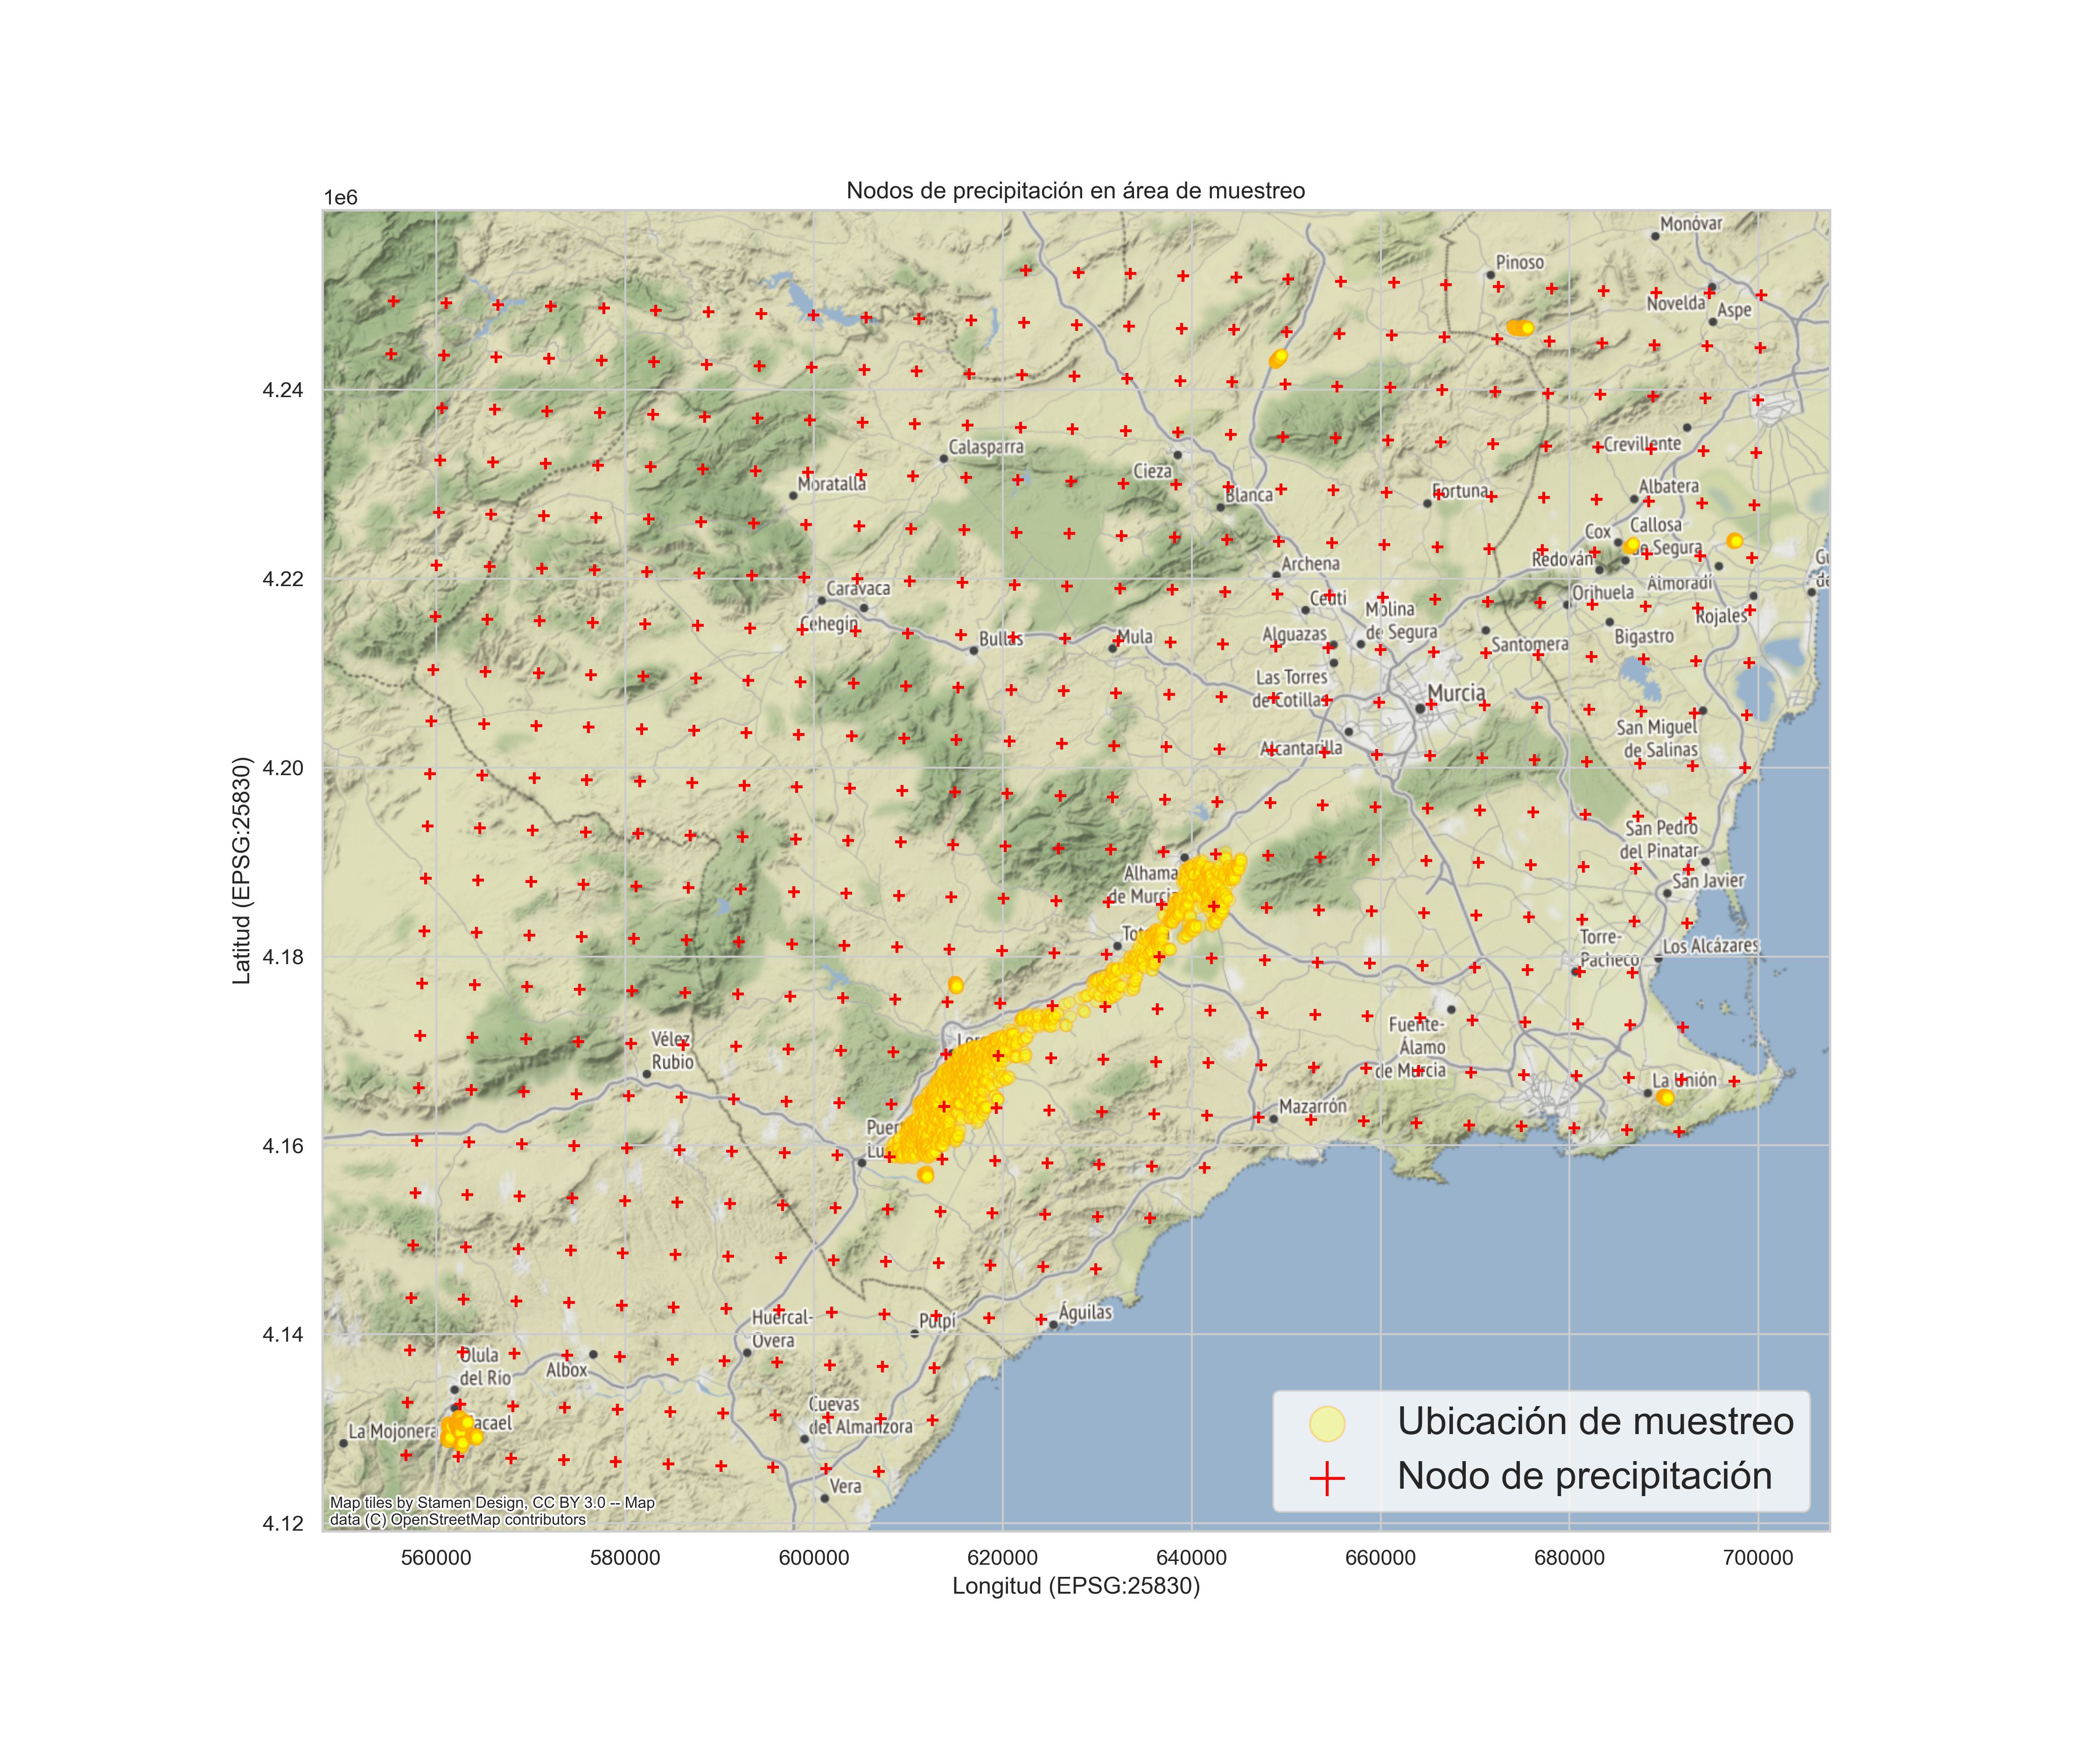 Nodos de precipitación en área de muestreo
1e6
Monóvar
Pinoso
Novelda
Aspe
4.24
Crevillente
Calasparra
Cieza
Moratalla
Blanca
Fortuna
Albatera
Cox
Callosa
de Segura
Redován
Almoradí
4.22
Archena
Caravaca
Ceutí
Orihuela
Molina
de Segura
Rojales
Cehegín
Bullas
Mula
Alguazas
Santomera
Bigastro
Las Torres
de Cotillas
Murcia
San Miguel
de Salinas
Alcantarilla
4.20
San Pedro
del Pinatar
Alhama
de Murcia
San Javier
Torre-
Pacheco
Los Alcázares
4.18
Fuente-
Álamo
de Murcia
Vélez
Rubio
La Unión
Mazarrón
4.16
Águilas
Pulpí
Huercal-
Overa
4.14
Olula
del Río
Albox
Cuevas
del Almanzora
La Mojonera
Vera
4.12
Map tiles by Stamen Design, CC BY 3.0 -- Map
data (C) OpenStreetMap contributors
Ubicación de muestreo
Nodo de precipitación
560000 580000 600000 620000 640000 660000 680000 700000
Longitud (EPSG:25830)
Latitud (EPSG:25830)